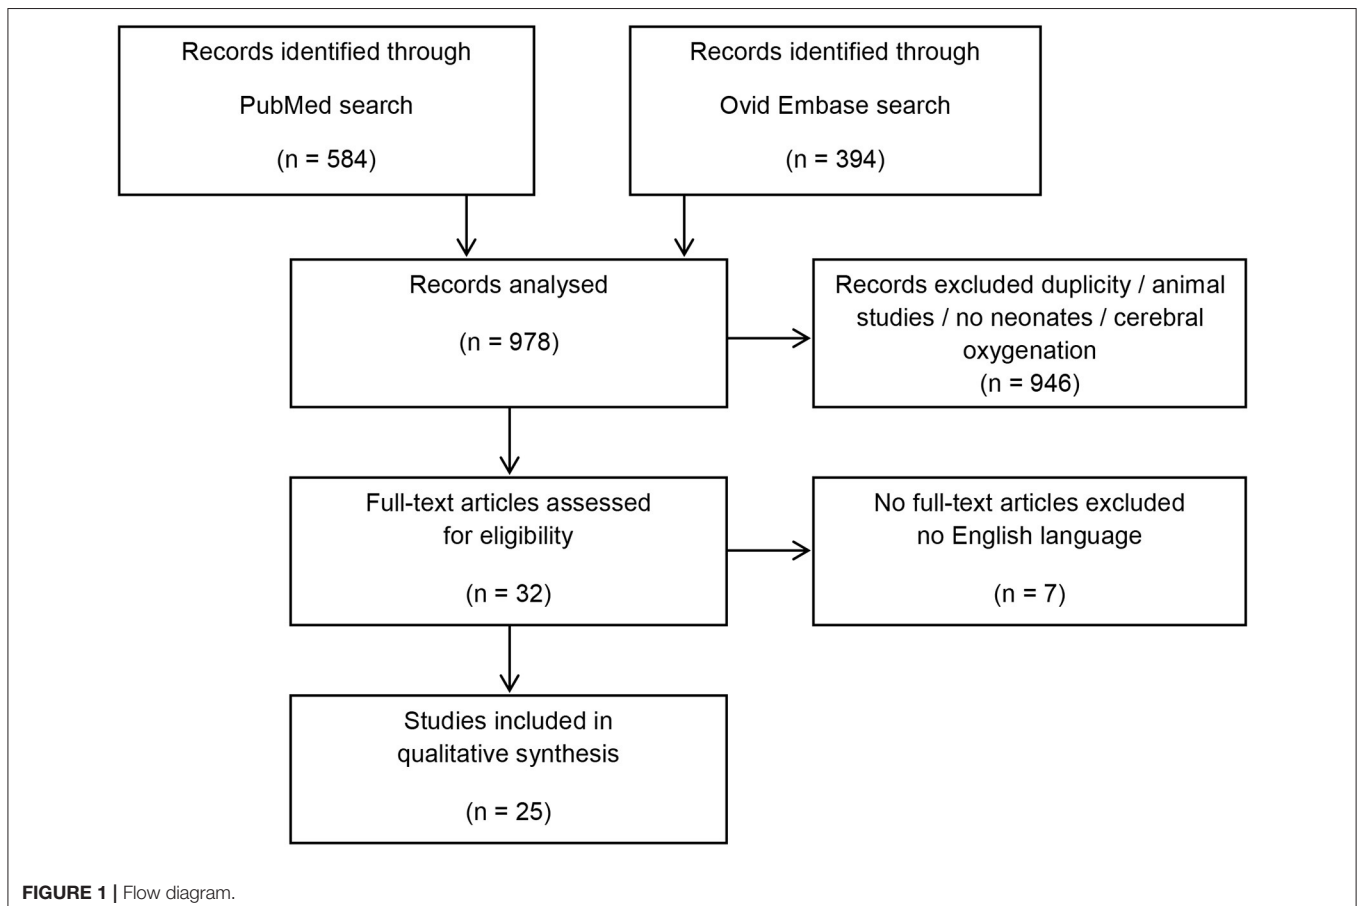 Records identified through
PubMed search
(n = 584)
Records identified through
Ovid Embase search
(n = 394)
Records analysed
(n = 978)
Records excluded duplicity / animal
studies / no neonates / cerebral
oxygenation
(n = 946)
Full-text articles assessed
for eligibility
(n = 32)
No full-text articles excluded
no English language
(n = 7)
Studies included in
qualitative synthesis
(n = 25)
FIGURE 1 | Flow diagram.